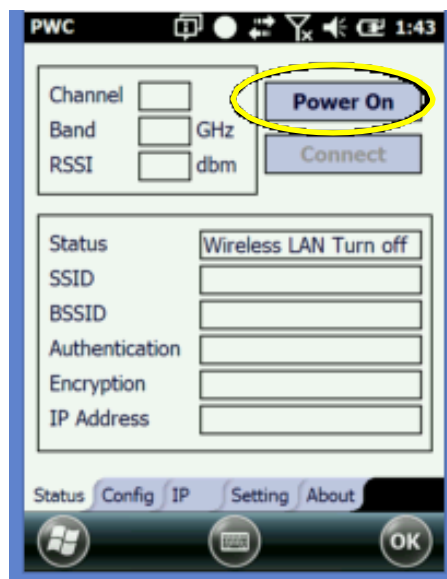 PWC 1:43
Channel
Power On
Band GHz
Connect
RSSI dbm
Status Wireless LAN Turn off
SSID
BSSID
Authentication
Encryption
IP Address
Status Config IP Setting About
OK